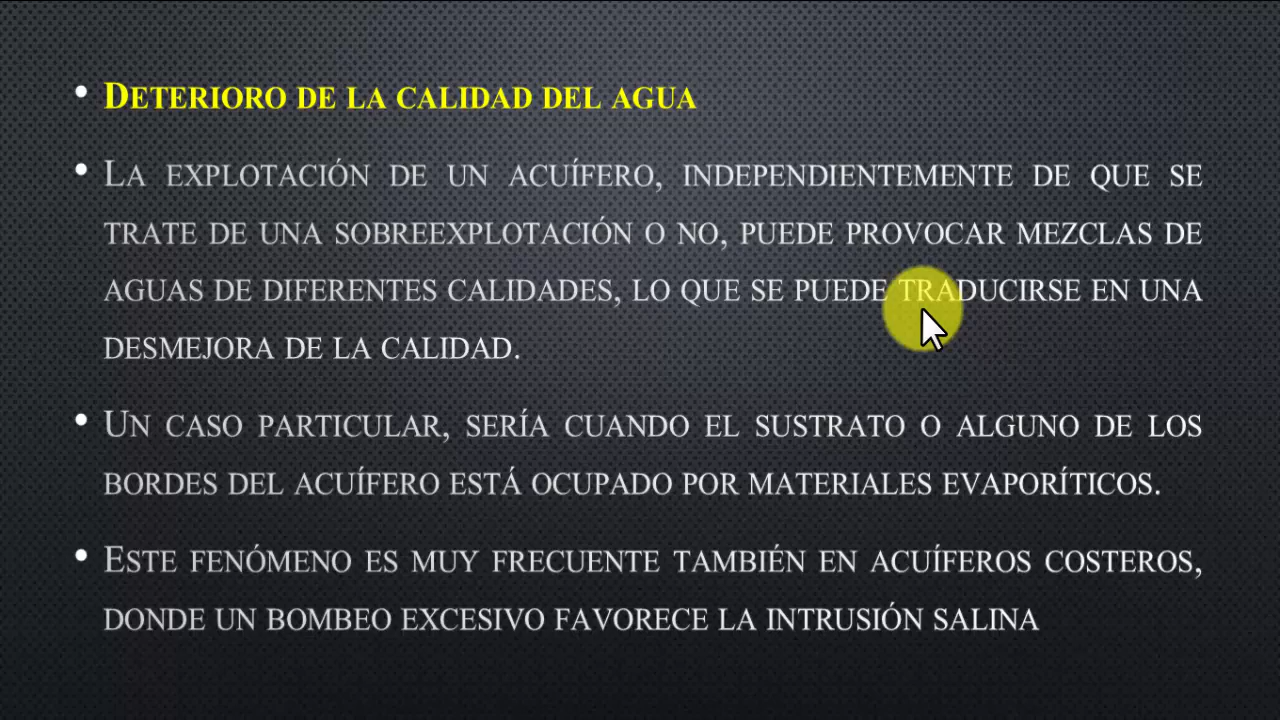 • DETERIORO DE LA CALIDAD DEL AGUA
• LA EXPLOTACIÓN DE UN ACUÍFERO, INDEPENDIENTEMENTE DE QUE SE
TRATE DE UNA SOBREEXPLOTACIÓN O NO, PUEDE PROVOCAR MEZCLAS DE
AGUAS DE DIFERENTES CALIDADES, LO QUE SE PUEDE TRADUCIRSE EN UNA
DESMEJORA DE LA CALIDAD.
• UN CASO PARTICULAR, SERÍA CUANDO EL SUSTRATO O ALGUNO DE LOS
BORDES DEL ACUÍFERO ESTÁ OCUPADO POR MATERIALES EVAPORÍTICOS.
• ESTE FENÓMENO ES MUY FRECUENTE TAMBIÉN EN ACUÍFEROS COSTEROS,
DONDE UN BOMBEO EXCESIVO FAVORECE LA INTRUSIÓN SALINA